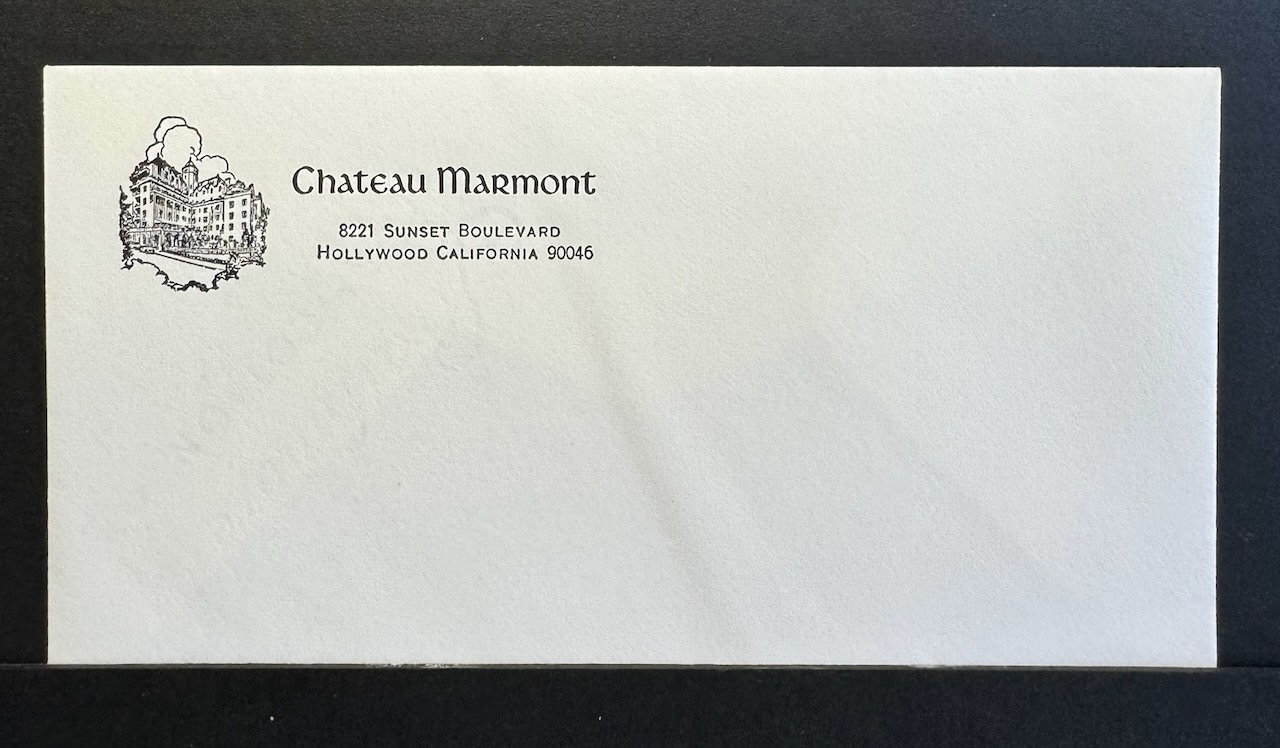 Chateau Marmont
8221 Sunset Boulevard
Hollywood California 90046